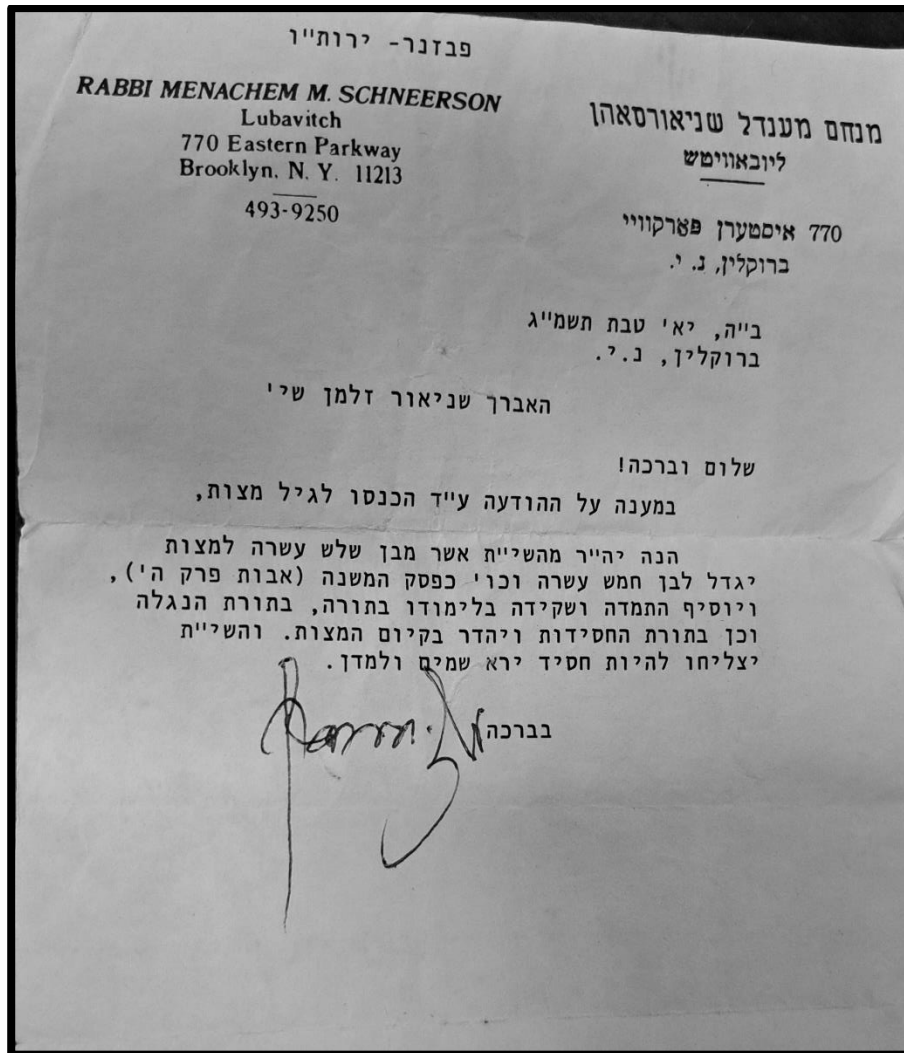 פבזנר- ירות״ו
RABBI MENACHEM M. SCHNEERSON
Lubavitch
770 Eastern Parkway
Brooklyn, N. Y. 11213
493-9250
מנחם מענדל שניאורסאהן
ליובאוויטש
770 איסטערן פארקוויי
ברוקלין, נ. י.
ב״ה, יא' טבת תשמ״ג
ברוקלין, נ.י.
האברך שניאור זלמן שי'
שלום וברכה!
במענה על ההודעה ע״ד הכנסו לגיל מצות,
הנה יהי״ר מהשי״ת אשר מבן שלש עשרה למצות
יגדל לבן חמש עשרה וכו' כפסק המשנה (אבות פרק ה'),
ויוסיף התמדה ושקידה בלימודו בתורה, בתורת הנגלה
וכן בתורת החסידות ויהדר בקיום המצות. והשי״ת
יצליחו להיות חסיד ירא שמים ולמדן.
בברכה